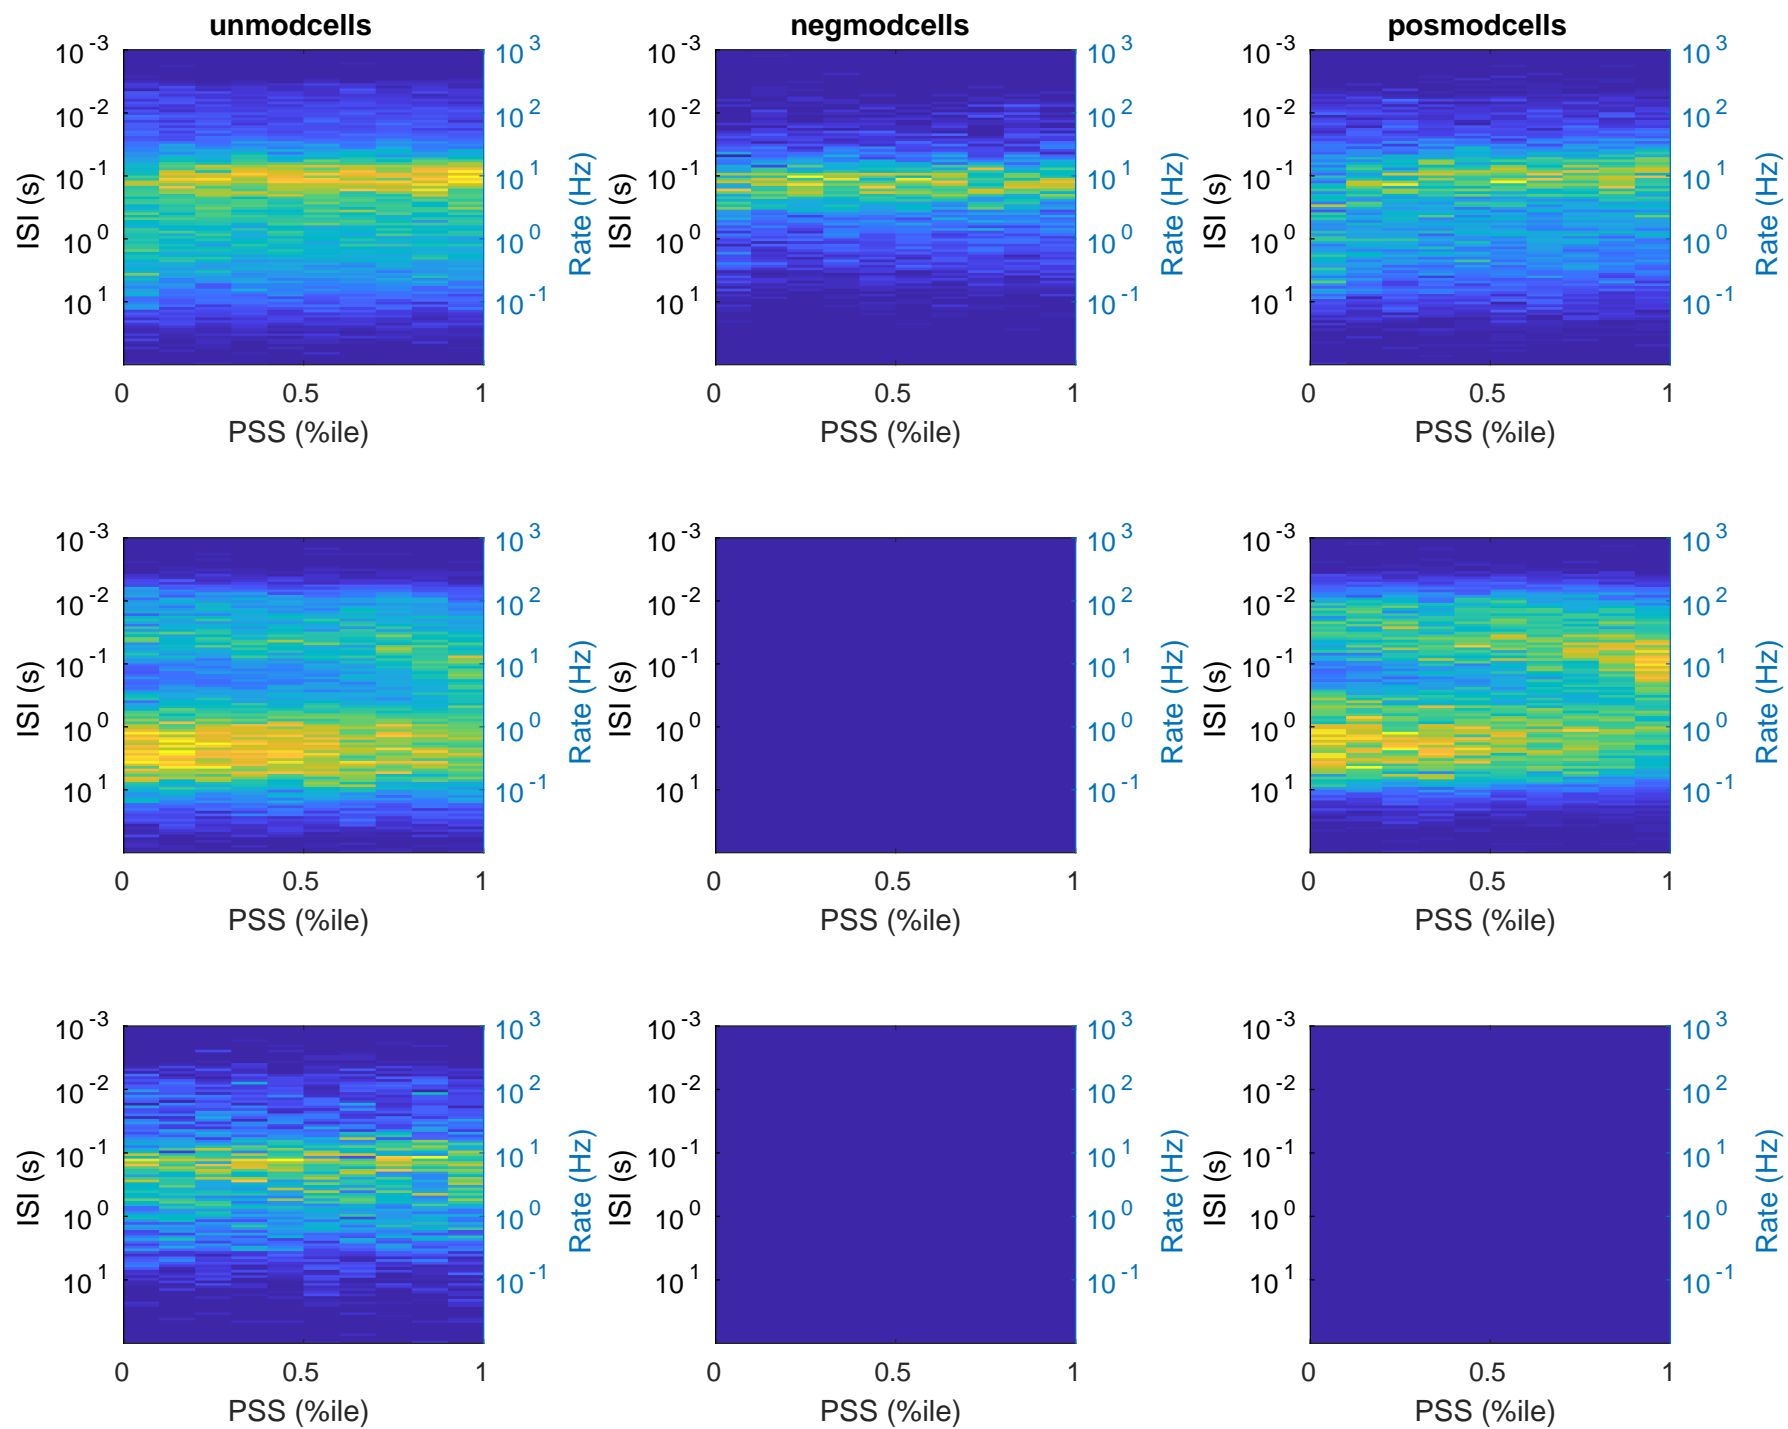 unmodcells negmodcells posmodcells
10^-3 10^3 10^-3 10^3 10^-3 10^3
10^-2 10^2 10^-2 10^2 10^-2 10^2
10^-1 10^1 10^-1 10^1 10^-1 10^1
ISI (s) Rate (Hz) ISI (s) Rate (Hz) ISI (s) Rate (Hz)
10^0 10^0 10^0 10^0 10^0 10^0
10^1 10^-1 10^1 10^-1 10^1 10^-1
0 0.5 1 0 0.5 1 0 0.5 1
PSS (%ile) PSS (%ile) PSS (%ile)
10^-3 10^3 10^-3 10^3 10^-3 10^3
10^-2 10^2 10^-2 10^2 10^-2 10^2
10^-1 10^1 10^-1 10^1 10^-1 10^1
ISI (s) Rate (Hz) ISI (s) Rate (Hz) ISI (s) Rate (Hz)
10^0 10^0 10^0 10^0 10^0 10^0
10^1 10^-1 10^1 10^-1 10^1 10^-1
0 0.5 1 0 0.5 1 0 0.5 1
PSS (%ile) PSS (%ile) PSS (%ile)
10^-3 10^3 10^-3 10^3 10^-3 10^3
10^-2 10^2 10^-2 10^2 10^-2 10^2
10^-1 10^1 10^-1 10^1 10^-1 10^1
ISI (s) Rate (Hz) ISI (s) Rate (Hz) ISI (s) Rate (Hz)
10^0 10^0 10^0 10^0 10^0 10^0
10^1 10^-1 10^1 10^-1 10^1 10^-1
0 0.5 1 0 0.5 1 0 0.5 1
PSS (%ile) PSS (%ile) PSS (%ile)